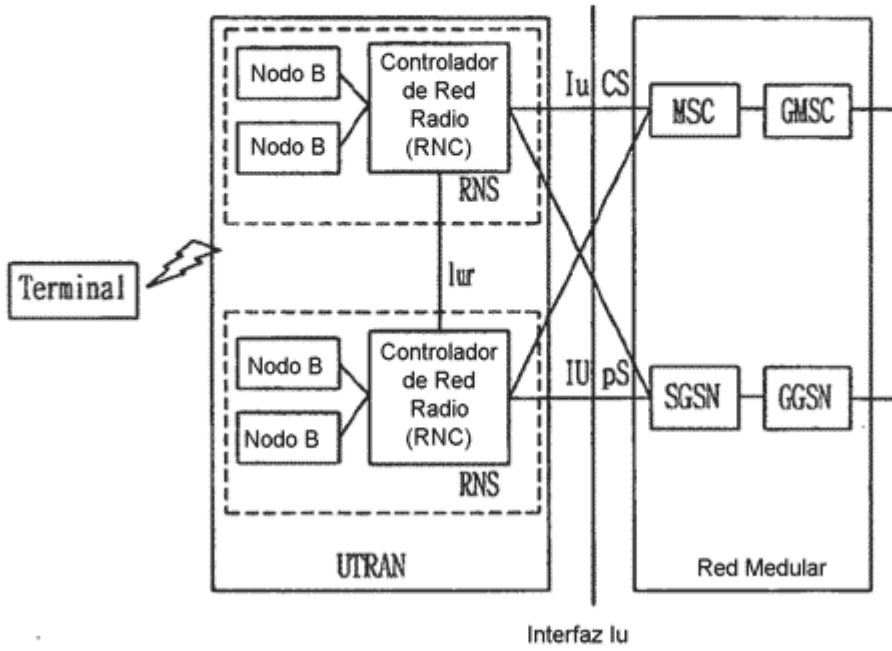 Nodo B
Nodo B
Controlador
de Red
Radio
(RNC)
RNS
Iu CS
MSC
GMSC
Terminal
lur
Nodo B
Nodo B
Controlador
de Red
Radio
(RNC)
RNS
IU pS
SGSN
GGSN
UTRAN
Red Medular
Interfaz Iu